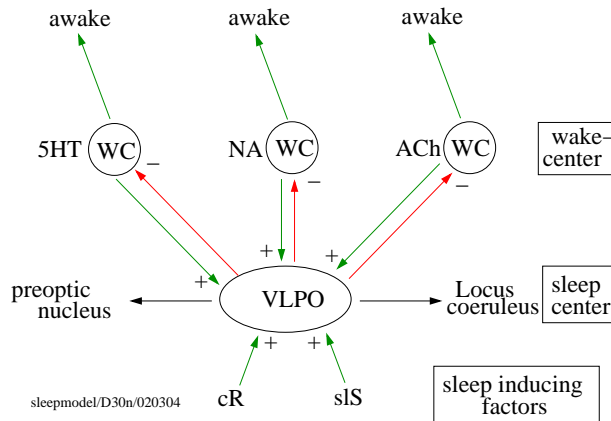 awake awake awake
5HT WC − NA WC − ACh WC − wake−
center
+ + +
preoptic
nucleus
VLPO
Locus
coeruleus
sleep
center
+ +
sleepmodel/D30n/020304
cR slS
sleep inducing
factors